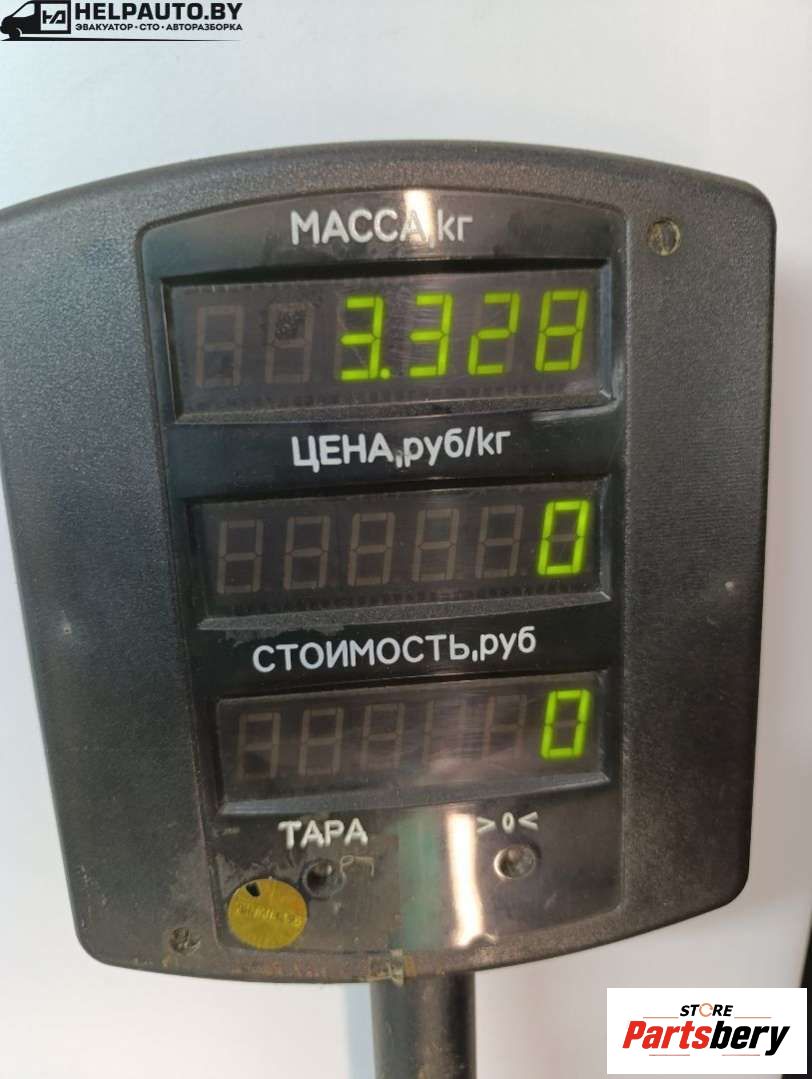 HELPAUTO.BY
ЭВАКУАТОР•СТО•АВТОРАЗБОРКА
МАССА,кг
3.328
ЦЕНА,руб/кг
0
СТОИМОСТЬ,руб
0
ТАРА >0<
STORE
Partsbery